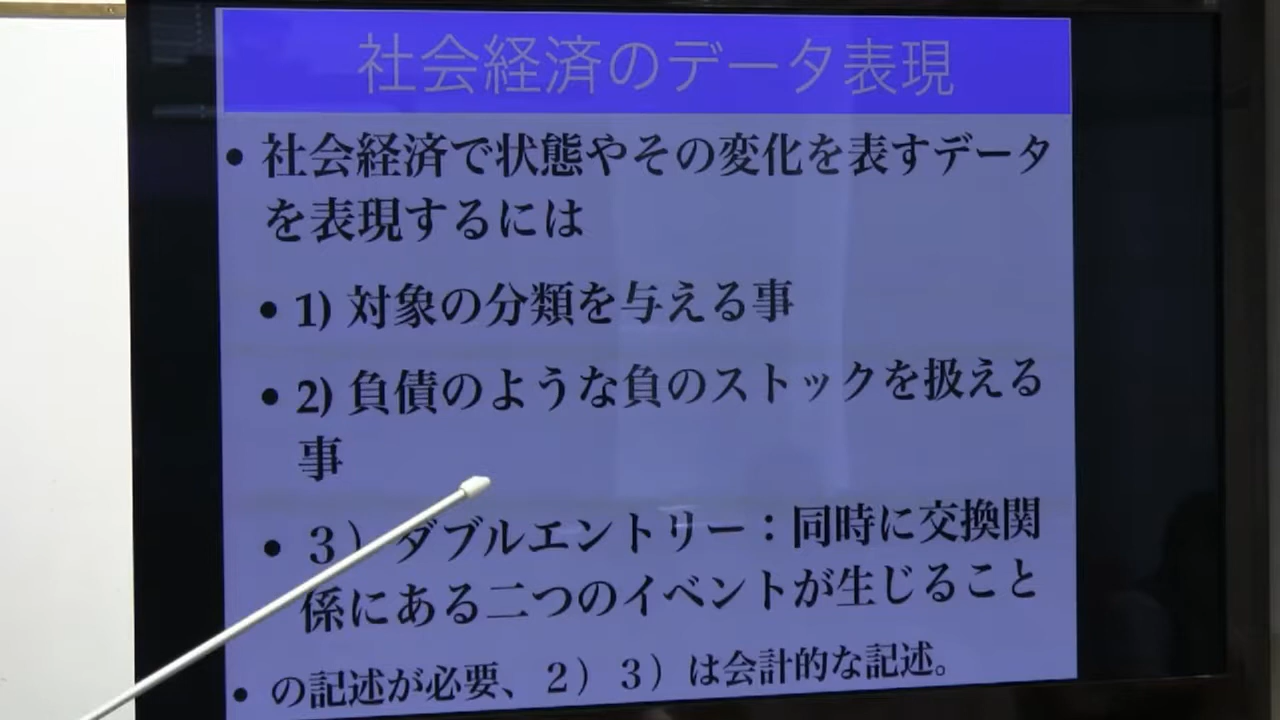 社会経済のデータ表現
• 社会経済で状態やその変化を表すデータ
を表現するには
• 1) 対象の分類を与える事
• 2) 負債のような負のストックを扱える
事
• 3）ダブルエントリー：同時に交換関
係にある二つのイベントが生じること
• の記述が必要、２）３）は会計的な記述。